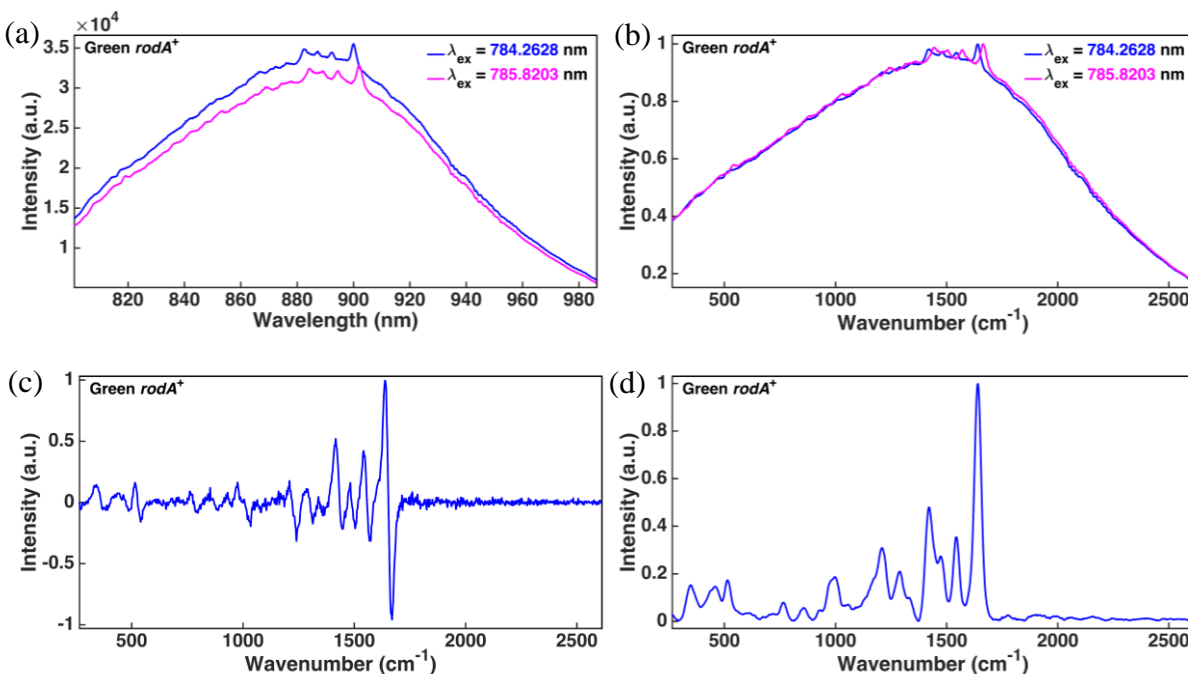 (a)
×10⁴
Green rodA⁺
λex = 784.2628 nm
λex = 785.8203 nm
3.5
3
2.5
2
1.5
1
Intensity (a.u.)
820 840 860 880 900 920 940 960 980
Wavelength (nm)
(b)
Green rodA⁺
λex = 784.2628 nm
λex = 785.8203 nm
1
0.8
0.6
0.4
0.2
Intensity (a.u.)
500 1000 1500 2000 2500
Wavenumber (cm⁻¹)
(c)
Green rodA⁺
1
0.5
0
-0.5
-1
Intensity (a.u.)
500 1000 1500 2000 2500
Wavenumber (cm⁻¹)
(d)
Green rodA⁺
1
0.8
0.6
0.4
0.2
0
Intensity (a.u.)
500 1000 1500 2000 2500
Wavenumber (cm⁻¹)